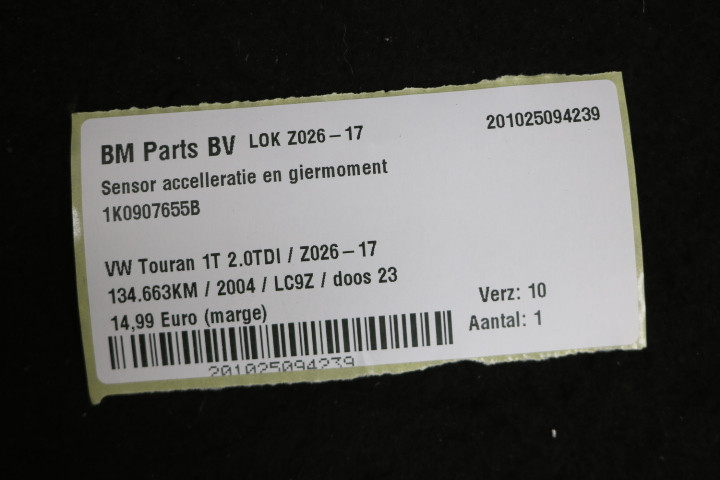 BM Parts BV LOK Z026-17 201025094239
Sensor accelleratie en giermoment
1K0907655B
VW Touran 1T 2.0TDI / Z026-17
134.663KM / 2004 / LC9Z / doos 23
14,99 Euro (marge)
Verz: 10
Aantal: 1
201025094239